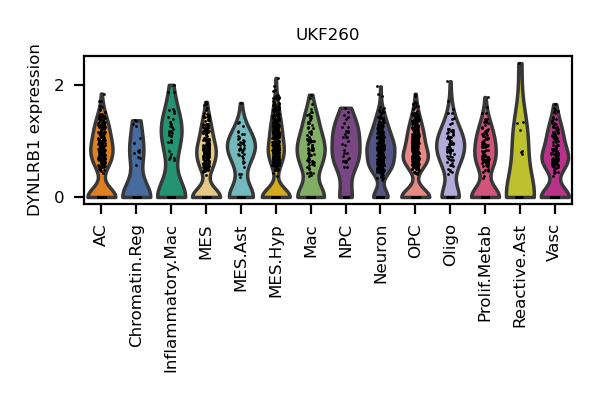 UKF260
DYNLRB1 expression
2
0
AC
Chromatin.Reg
Inflammatory.Mac
MES
MES.Ast
MES.Hyp
Mac
NPC
Neuron
OPC
Oligo
Prolif.Metab
Reactive.Ast
Vasc